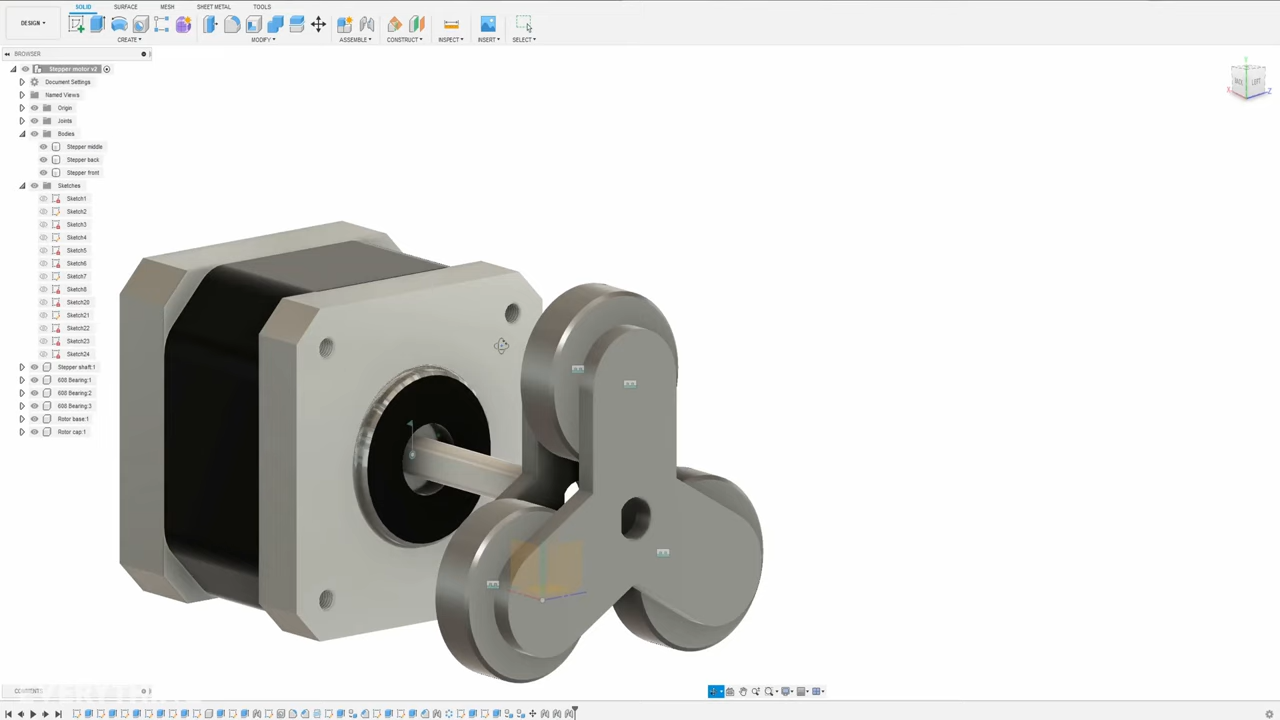 SOLID SURFACE MESH SHEET METAL TOOLS
DESIGN
CREATE MODIFY ASSEMBLE CONSTRUCT INSPECT INSERT SELECT
BROWSER
Stepper motor v2
Document Settings
Named Views
Origin
Joints
Bodies
Stepper middle
Stepper back
Stepper front
Sketches
Sketch1
Sketch2
Sketch3
Sketch4
Sketch5
Sketch6
Sketch7
Sketch8
Sketch20
Sketch21
Sketch22
Sketch23
Sketch24
Stepper shaft:1
608 Bearing:1
608 Bearing:2
608 Bearing:3
Rotor base:1
Rotor cap:1
LEFT
COMMENTS